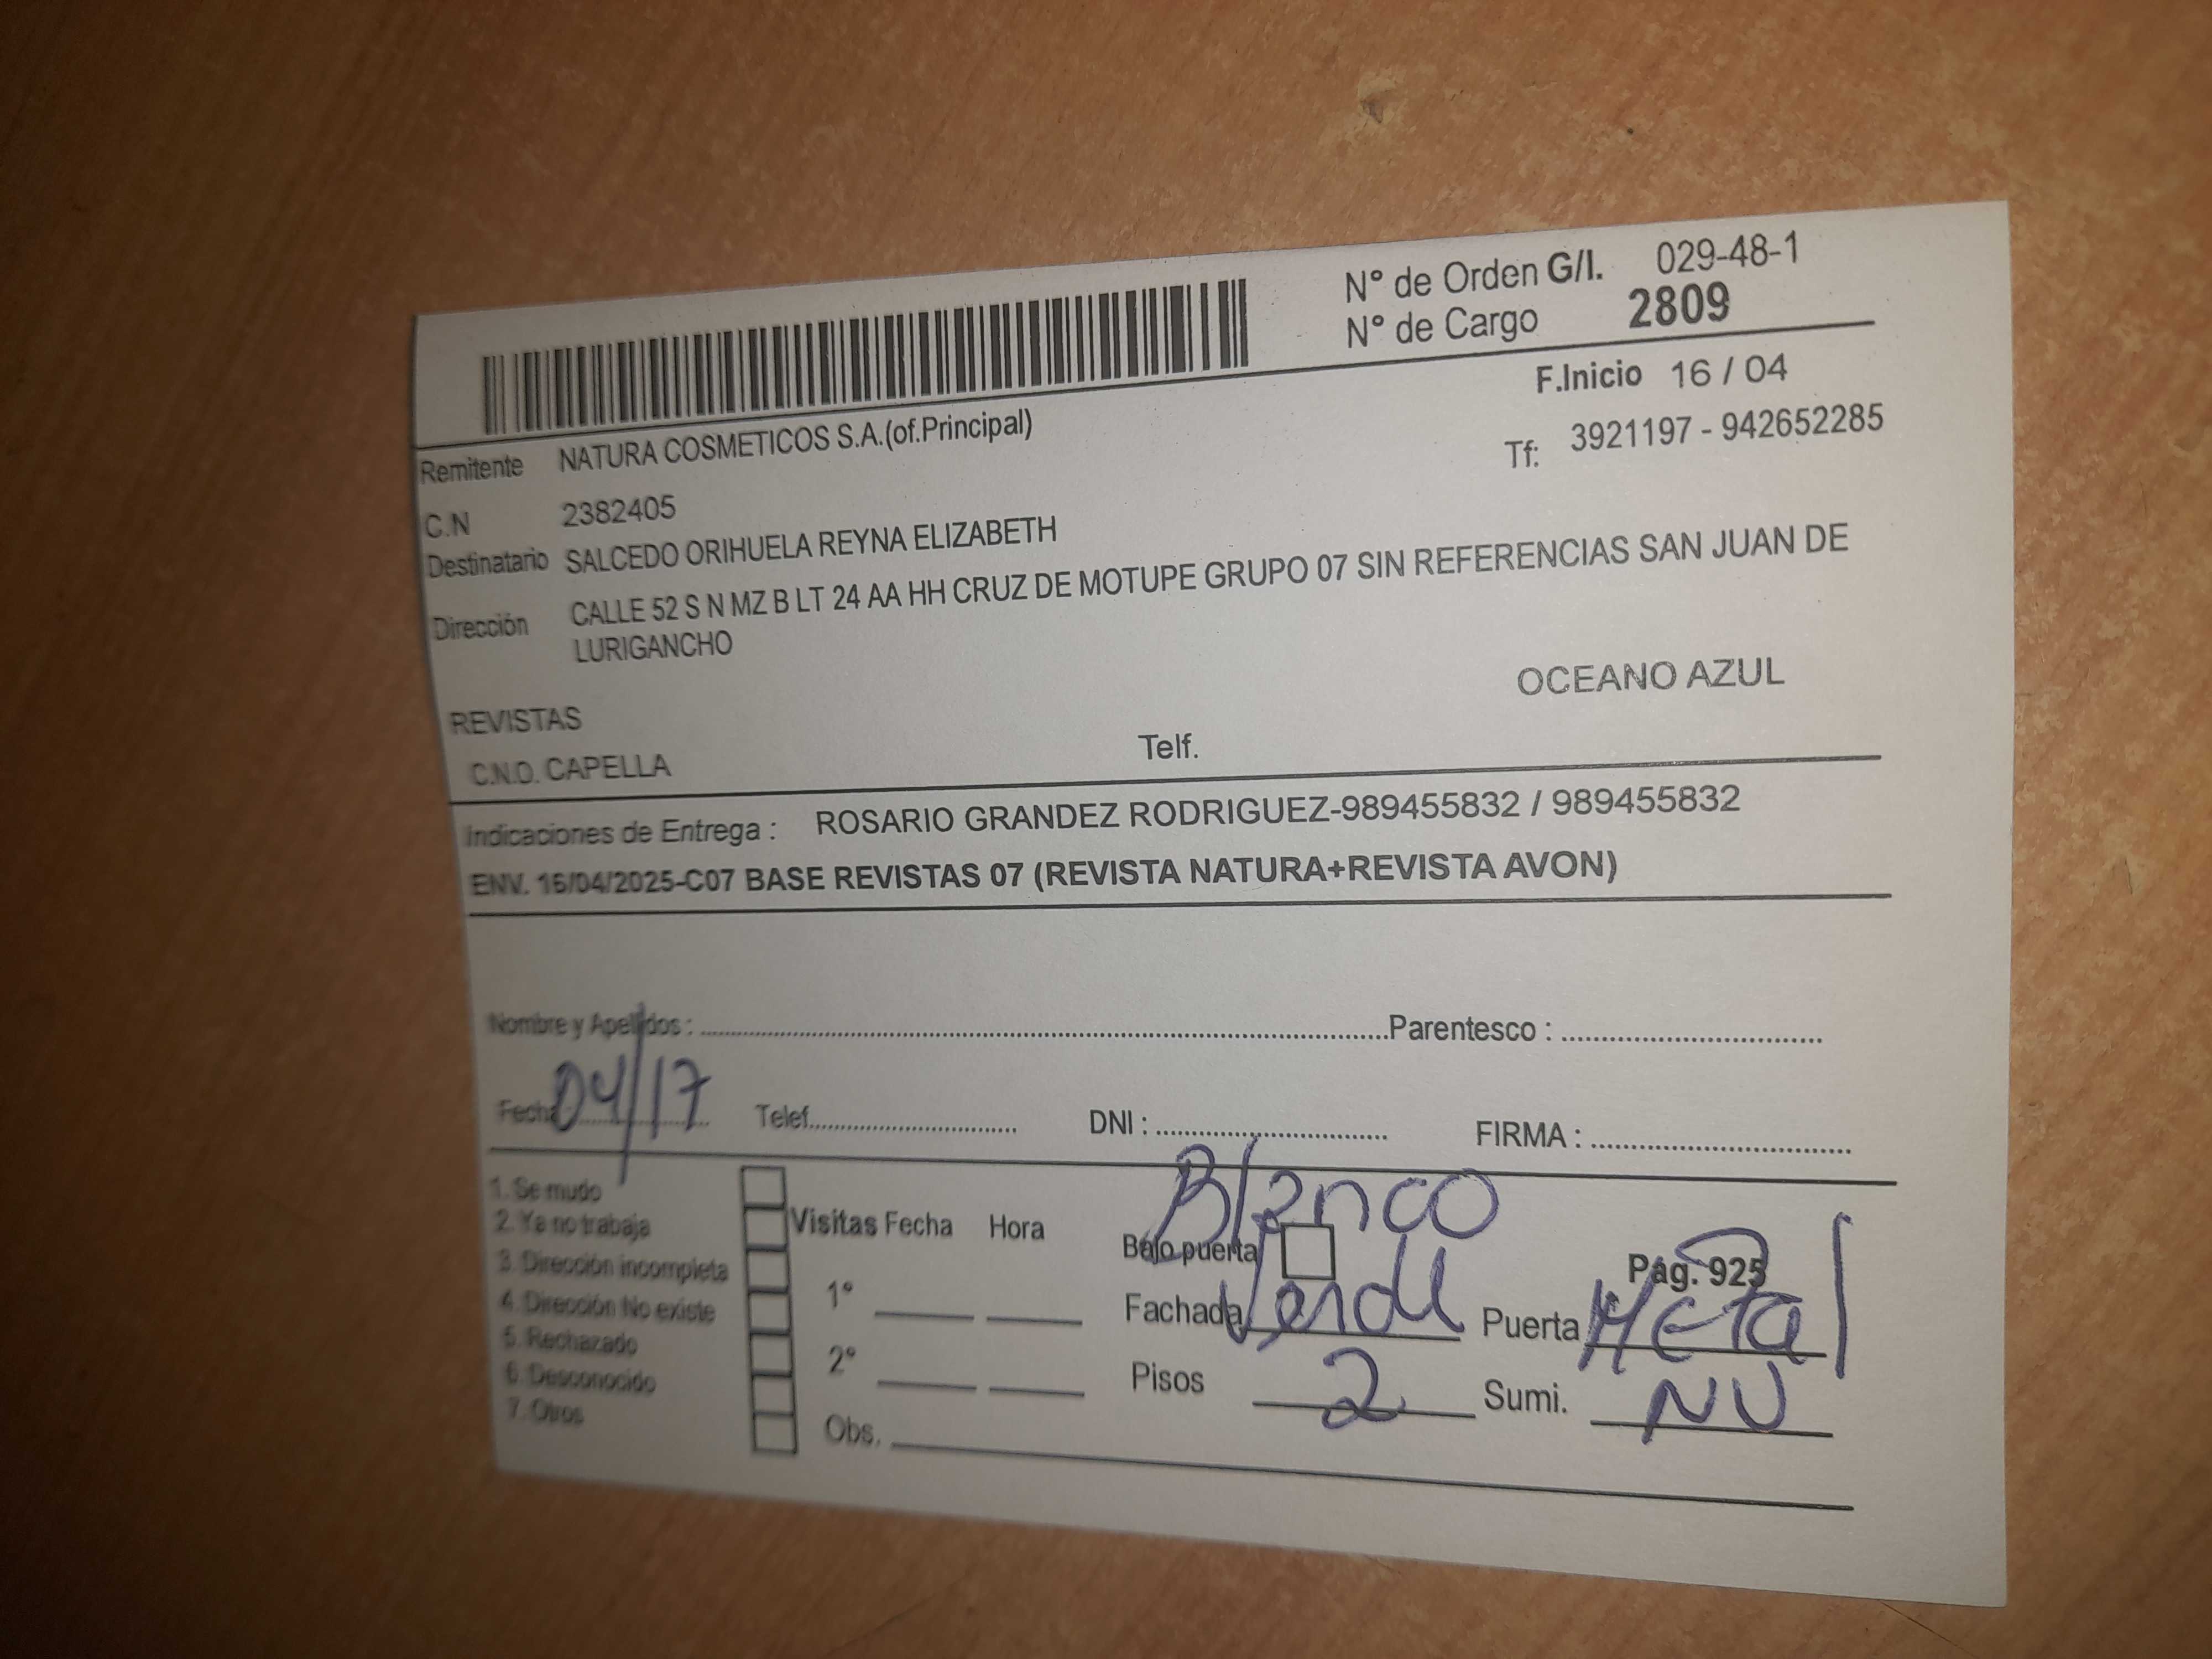 N° de Orden G/I. 029-48-1
N° de Cargo 2809
F.Inicio 16 / 04
Remitente NATURA COSMETICOS S.A.(of.Principal)
Tf: 3921197 - 942652285
C.N 2382405
Destinatario SALCEDO ORIHUELA REYNA ELIZABETH
Dirección CALLE 52 S N MZ B LT 24 AA HH CRUZ DE MOTUPE GRUPO 07 SIN REFERENCIAS SAN JUAN DE
LURIGANCHO
OCEANO AZUL
REVISTAS
C.N.O. CAPELLA Telf.
Indicaciones de Entrega : ROSARIO GRANDEZ RODRIGUEZ-989455832 / 989455832
ENV. 16/04/2025-C07 BASE REVISTAS 07 (REVISTA NATURA+REVISTA AVON)
Nombre y Apellidos : Parentesco :
Fecha: 04/17 Telef. DNI : FIRMA :
Blanco
1. Se mudo
2. Ya no trabaja Visitas Fecha Hora Bajo puerta Pág. 925
3. Dirección incompleta
4. Dirección No existe 1° Fachada Verde Puerta Metal
5. Rechazado
6. Desconocido 2° Pisos 2 Sumi. NU
7. Otros Obs.